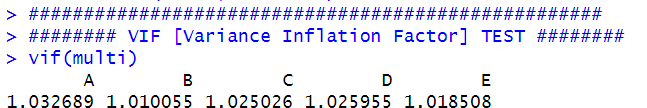 > ####################################################
> ######## VIF [Variance Inflation Factor] TEST ########
> vif(multi)
A B C D E
1.032689 1.010055 1.025026 1.025955 1.018508